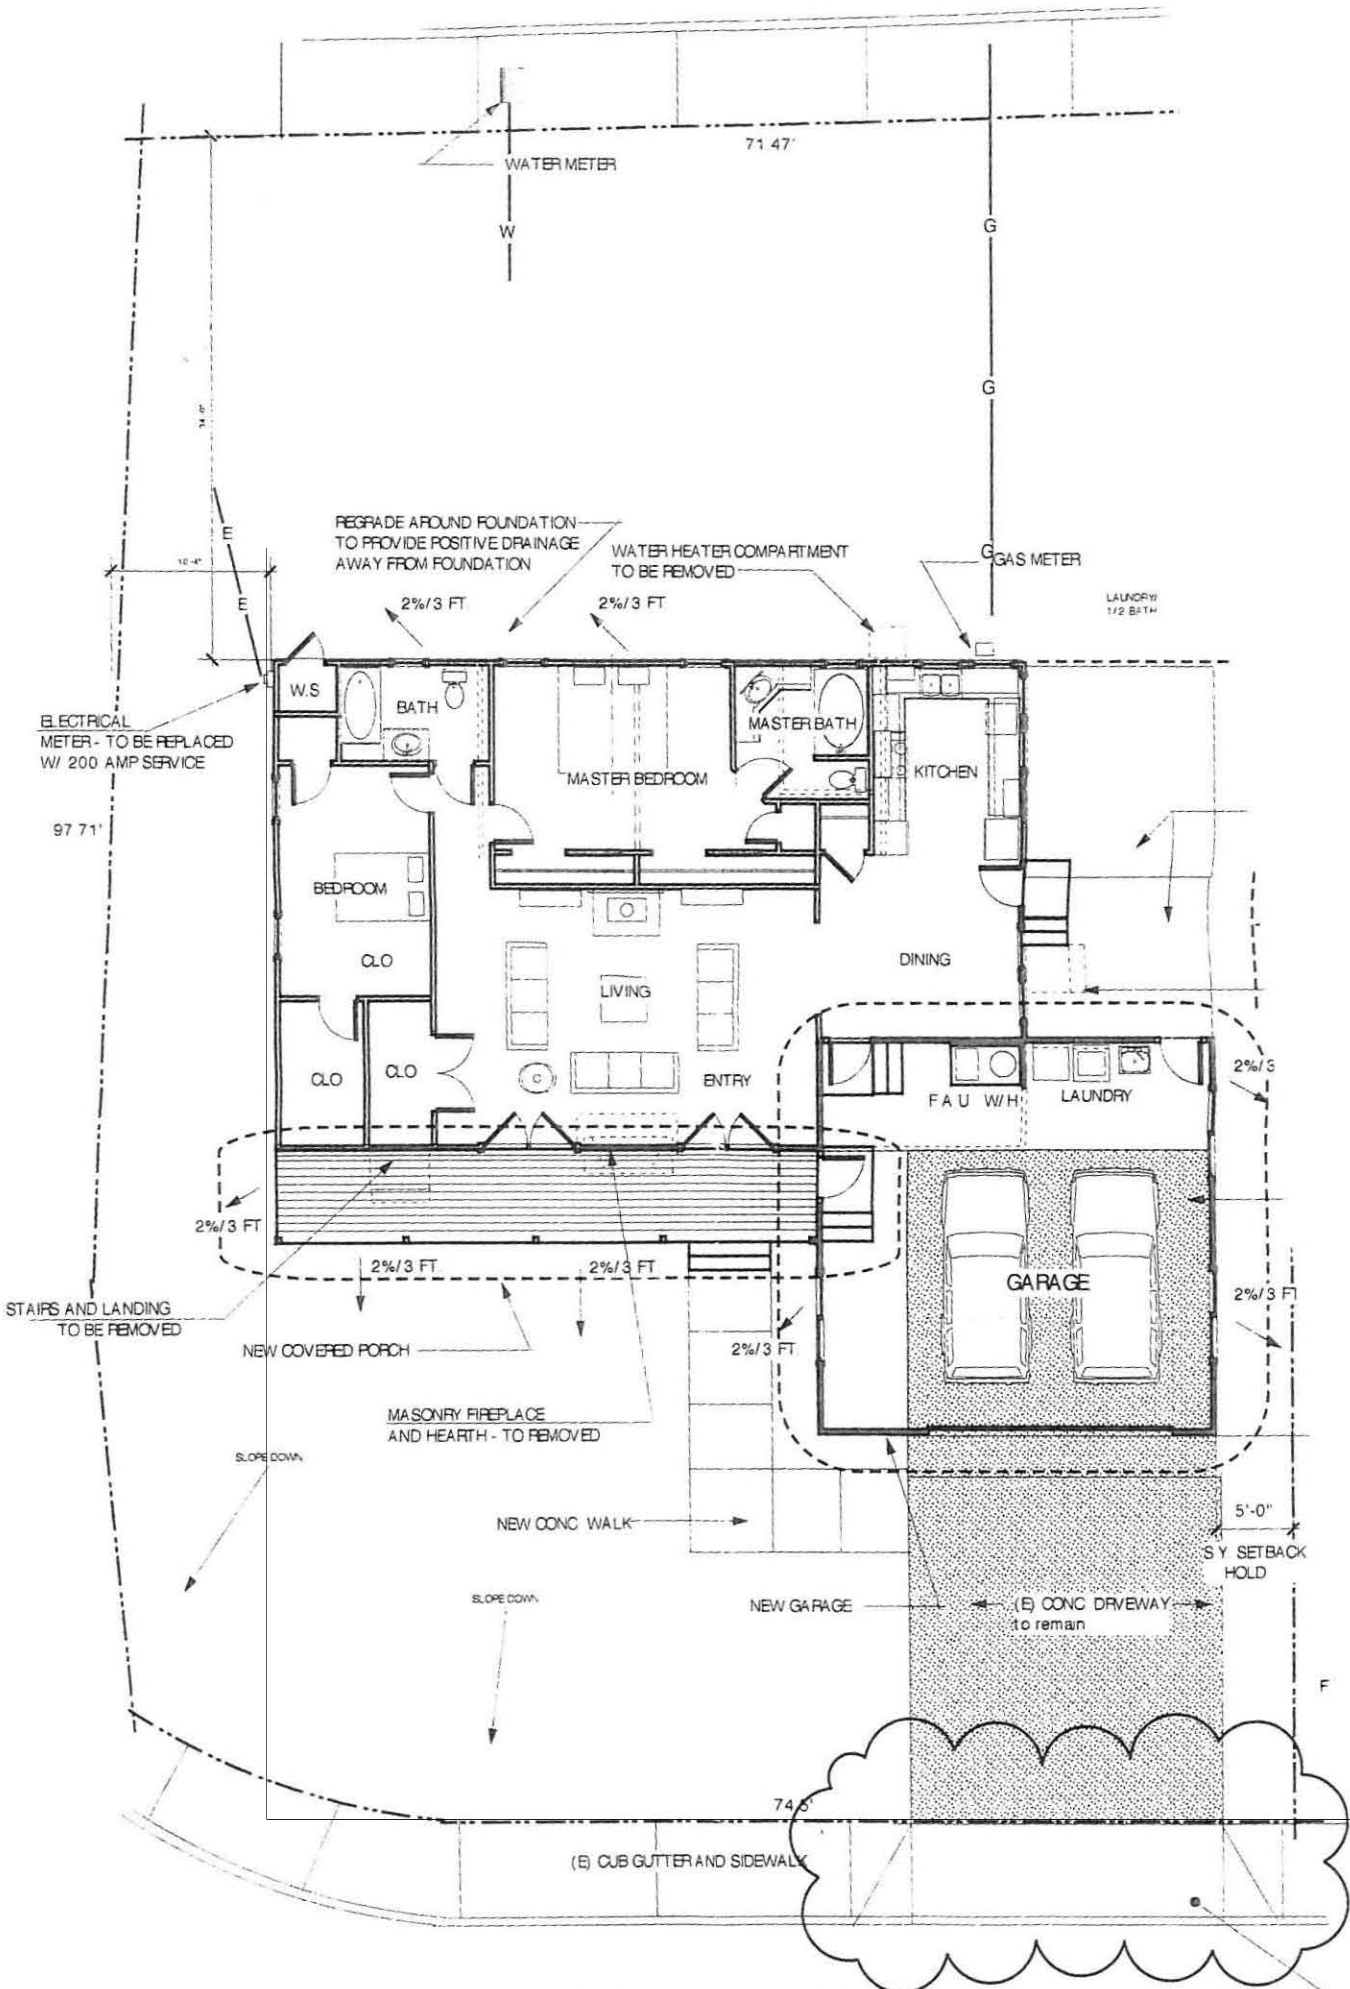 71.47'
WATER METER
W
G
G
34'-0"
REGRADE AROUND FOUNDATION
TO PROVIDE POSITIVE DRAINAGE
AWAY FROM FOUNDATION
WATER HEATER COMPARTMENT
TO BE REMOVED
G
GAS METER
E
10'-4"
E
2%/3 FT
2%/3 FT
LAUNDRY/
1/2 BATH
W.S
BATH
MASTER BATH
ELECTRICAL
METER - TO BE REPLACED
W/ 200 AMP SERVICE
MASTER BEDROOM
KITCHEN
97.71'
BEDROOM
CLO
DINING
LIVING
CLO
CLO
ENTRY
F A U W/H
LAUNDRY
2%/3
2%/3 FT
2%/3 FT
2%/3 FT
GARAGE
2%/3 FT
STAIRS AND LANDING
TO BE REMOVED
NEW COVERED PORCH
2%/3 FT
MASONRY FIREPLACE
AND HEARTH - TO REMOVED
SLOPE DOWN
NEW CONC WALK
5'-0"
S Y SETBACK
HOLD
SLOPE DOWN
NEW GARAGE
(E) CONC DRVEWAY
to remain
F
74.5'
(E) CUB GUTTER AND SIDEWALK